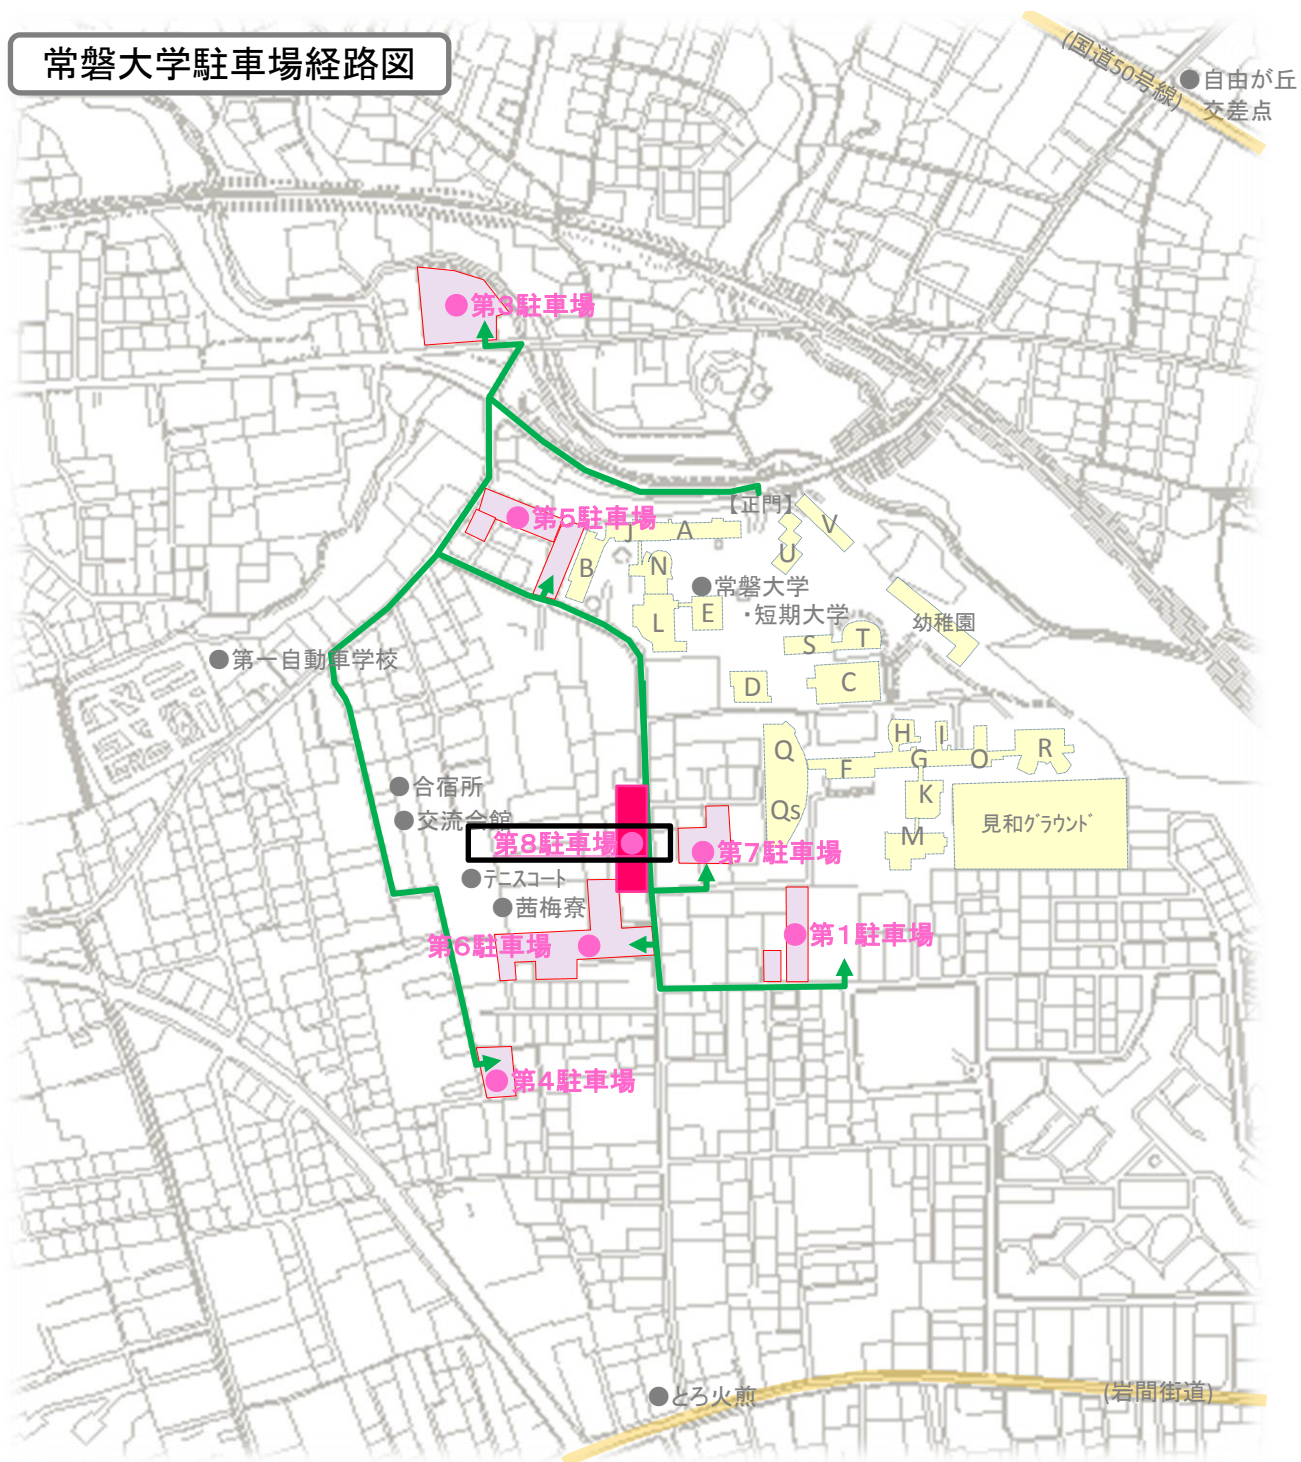 常磐大学駐車場経路図
(国道50号線)
●自由が丘
交差点
●第3駐車場
【正門】
●第5駐車場
J
A
V
U
B
N
●常磐大学
・短期大学
E
L
幼稚園
S
T
●第一自動車学校
D
C
H
I
Q
G
O
R
F
●合宿所
K
Qs
●交流会館
見和グラウンド
M
第8駐車場●
●第7駐車場
●テニスコート
●茜梅寮
●第1駐車場
第6駐車場●
●第4駐車場
●とろ火煎
(岩間街道)